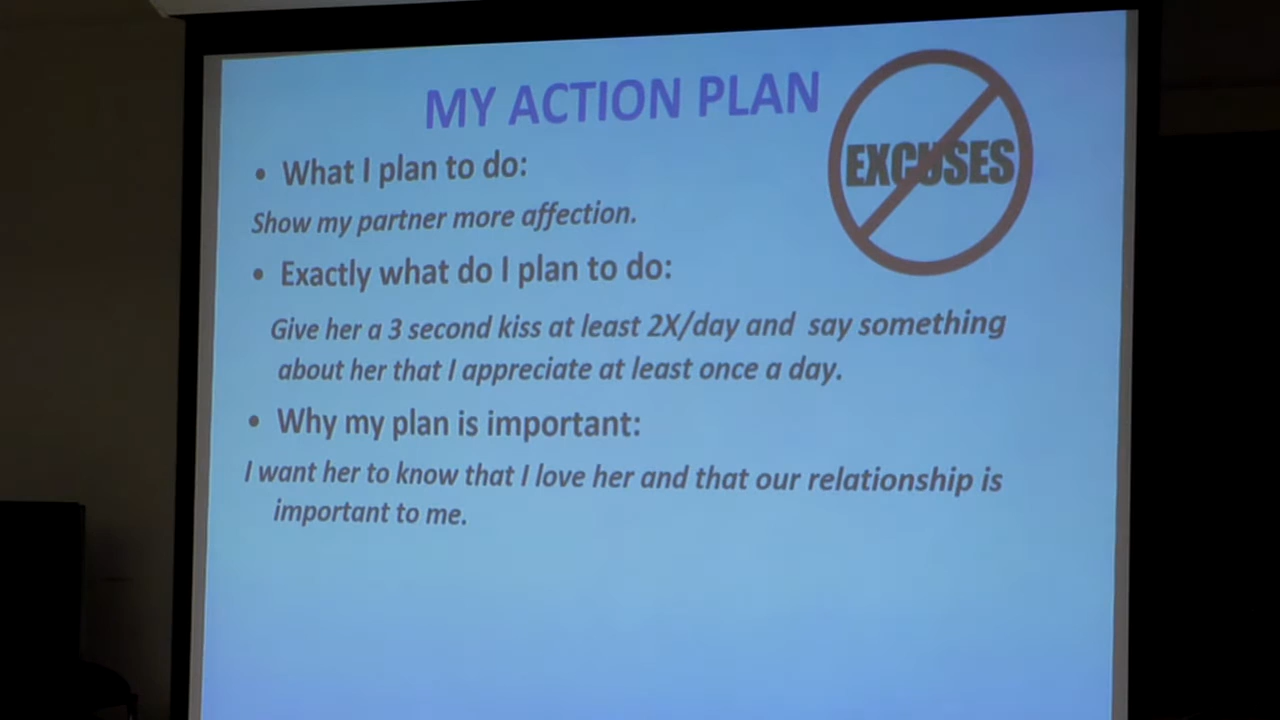 MY ACTION PLAN
EXCUSES
• What I plan to do:
Show my partner more affection.
• Exactly what do I plan to do:
Give her a 3 second kiss at least 2X/day and say something
about her that I appreciate at least once a day.
• Why my plan is important:
I want her to know that I love her and that our relationship is
important to me.